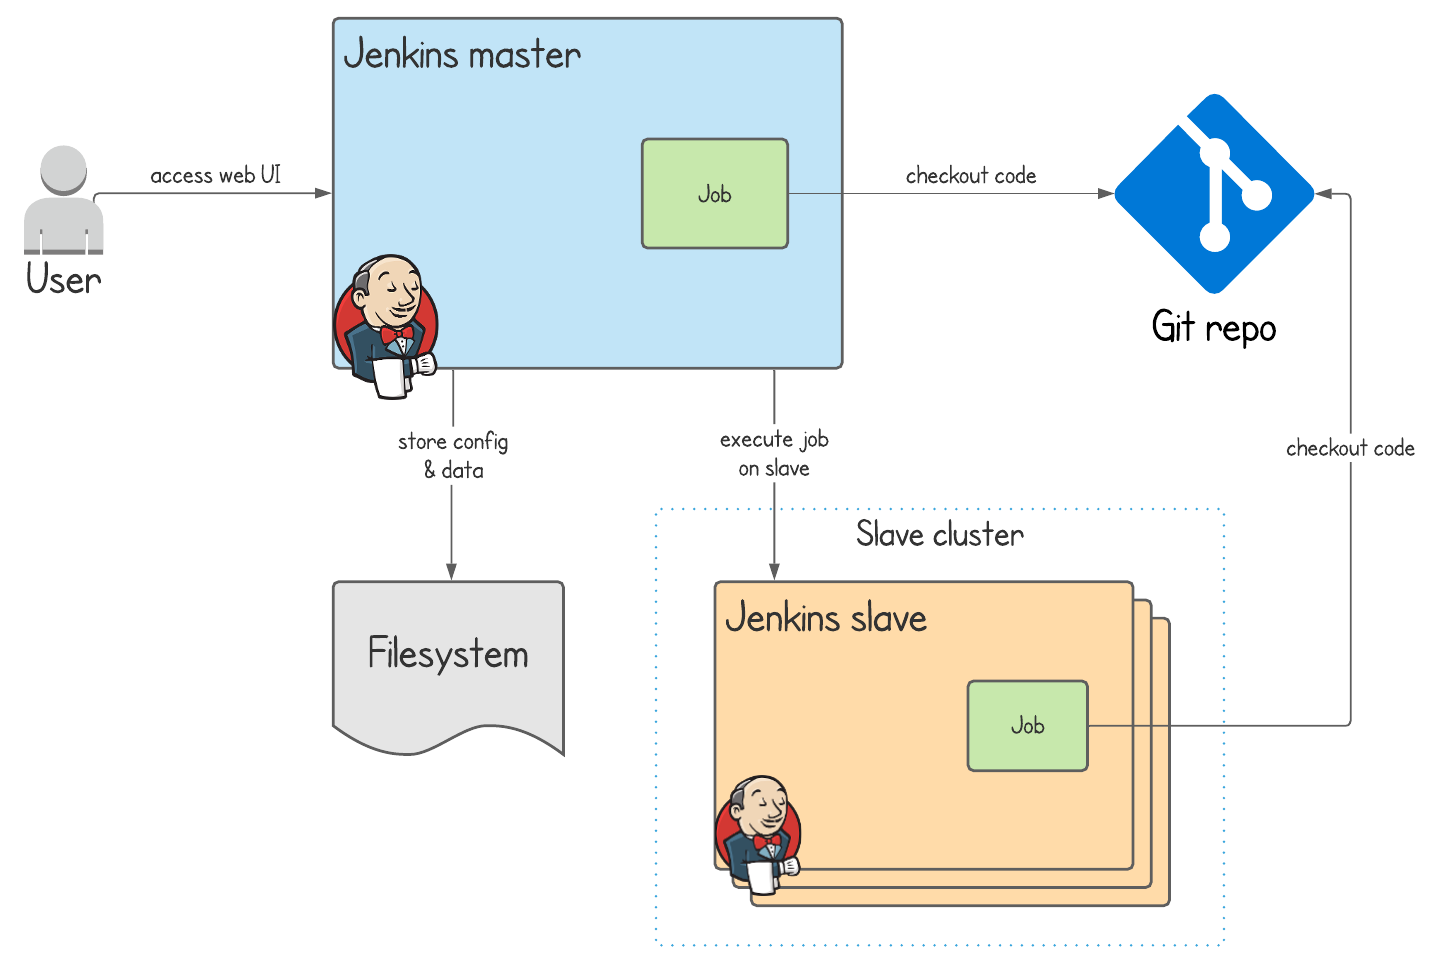 Jenkins master
access web UI
Job
checkout code
User
Git repo
store config
& data
execute job
on slave
checkout code
Slave cluster
Jenkins slave
Filesystem
Job